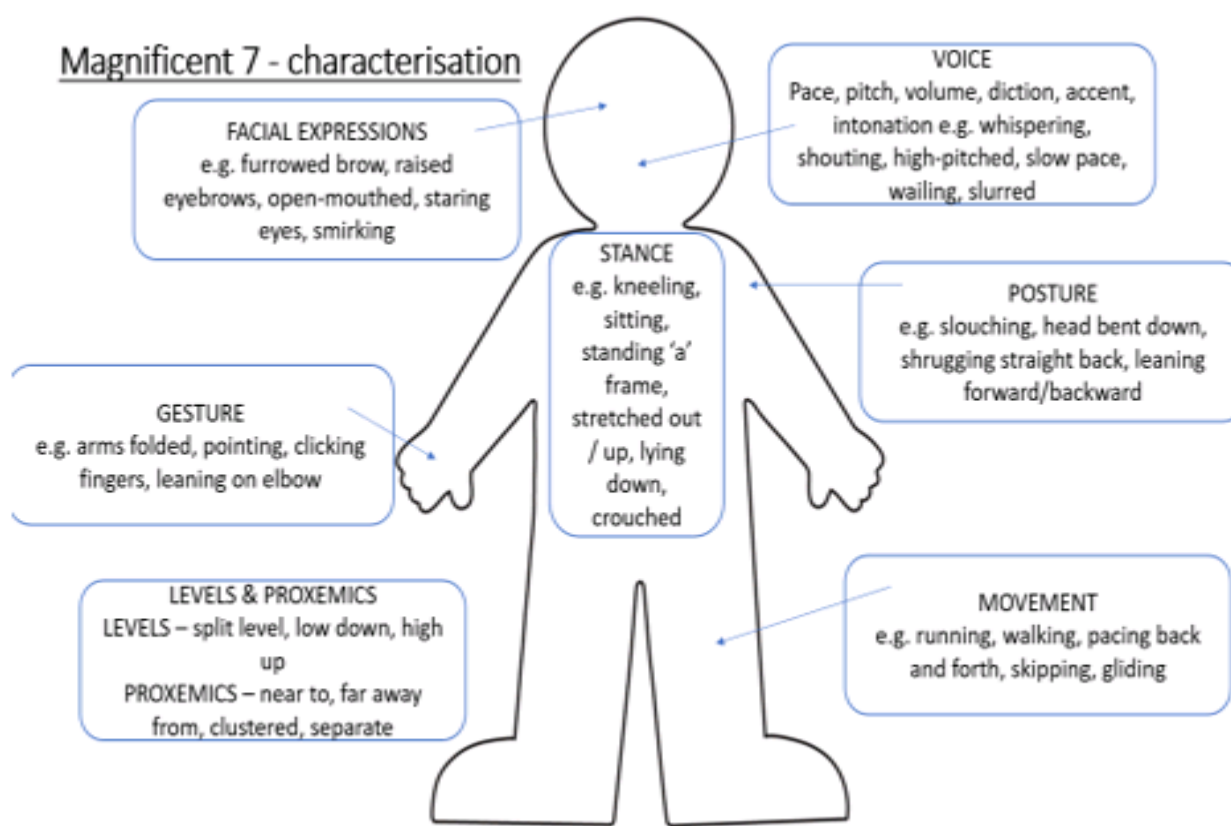 Magnificent 7 - characterisation
FACIAL EXPRESSIONS
e.g. furrowed brow, raised
eyebrows, open-mouthed, staring
eyes, smirking
VOICE
Pace, pitch, volume, diction, accent,
intonation e.g. whispering,
shouting, high-pitched, slow pace,
wailing, slurred
STANCE
e.g. kneeling,
sitting,
standing ‘a’
frame,
stretched out
/ up, lying
down,
crouched
POSTURE
e.g. slouching, head bent down,
shrugging straight back, leaning
forward/backward
GESTURE
e.g. arms folded, pointing, clicking
fingers, leaning on elbow
LEVELS & PROXEMICS
LEVELS – split level, low down, high
up
PROXEMICS – near to, far away
from, clustered, separate
MOVEMENT
e.g. running, walking, pacing back
and forth, skipping, gliding